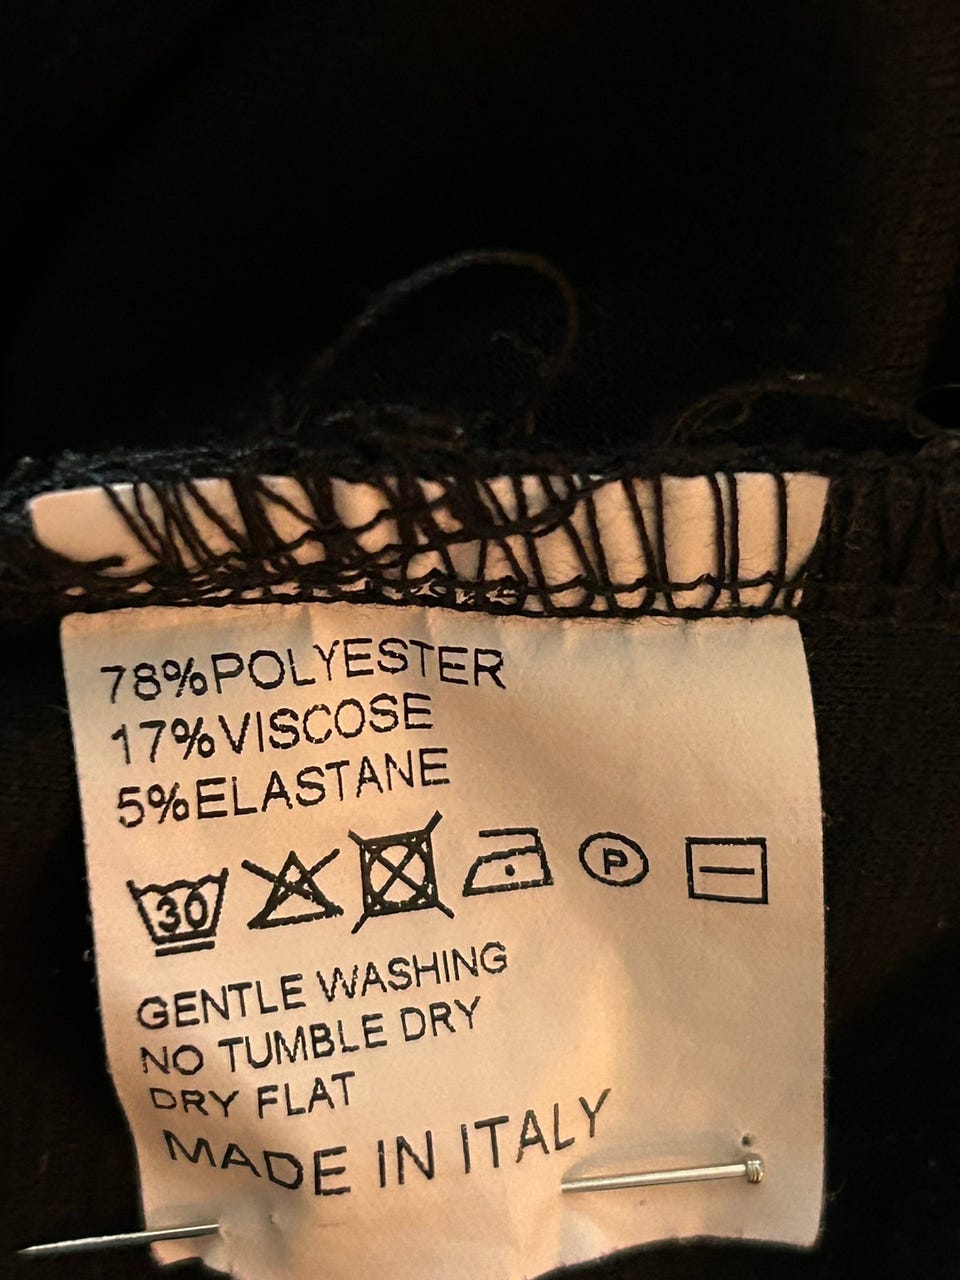 78%POLYESTER
17%VISCOSE
5%ELASTANE
30 P
GENTLE WASHING
NO TUMBLE DRY
DRY FLAT
MADE IN ITALY